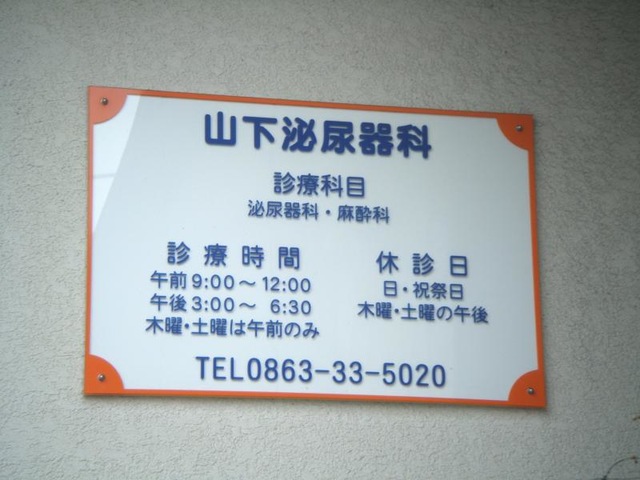 山下泌尿器科
診療科目
泌尿器科・麻酔科
診療時間
午前9:00～12:00
午後3:00～ 6:30
木曜・土曜は午前のみ
休診日
日・祝祭日
木曜・土曜の午後
TEL0863-33-5020